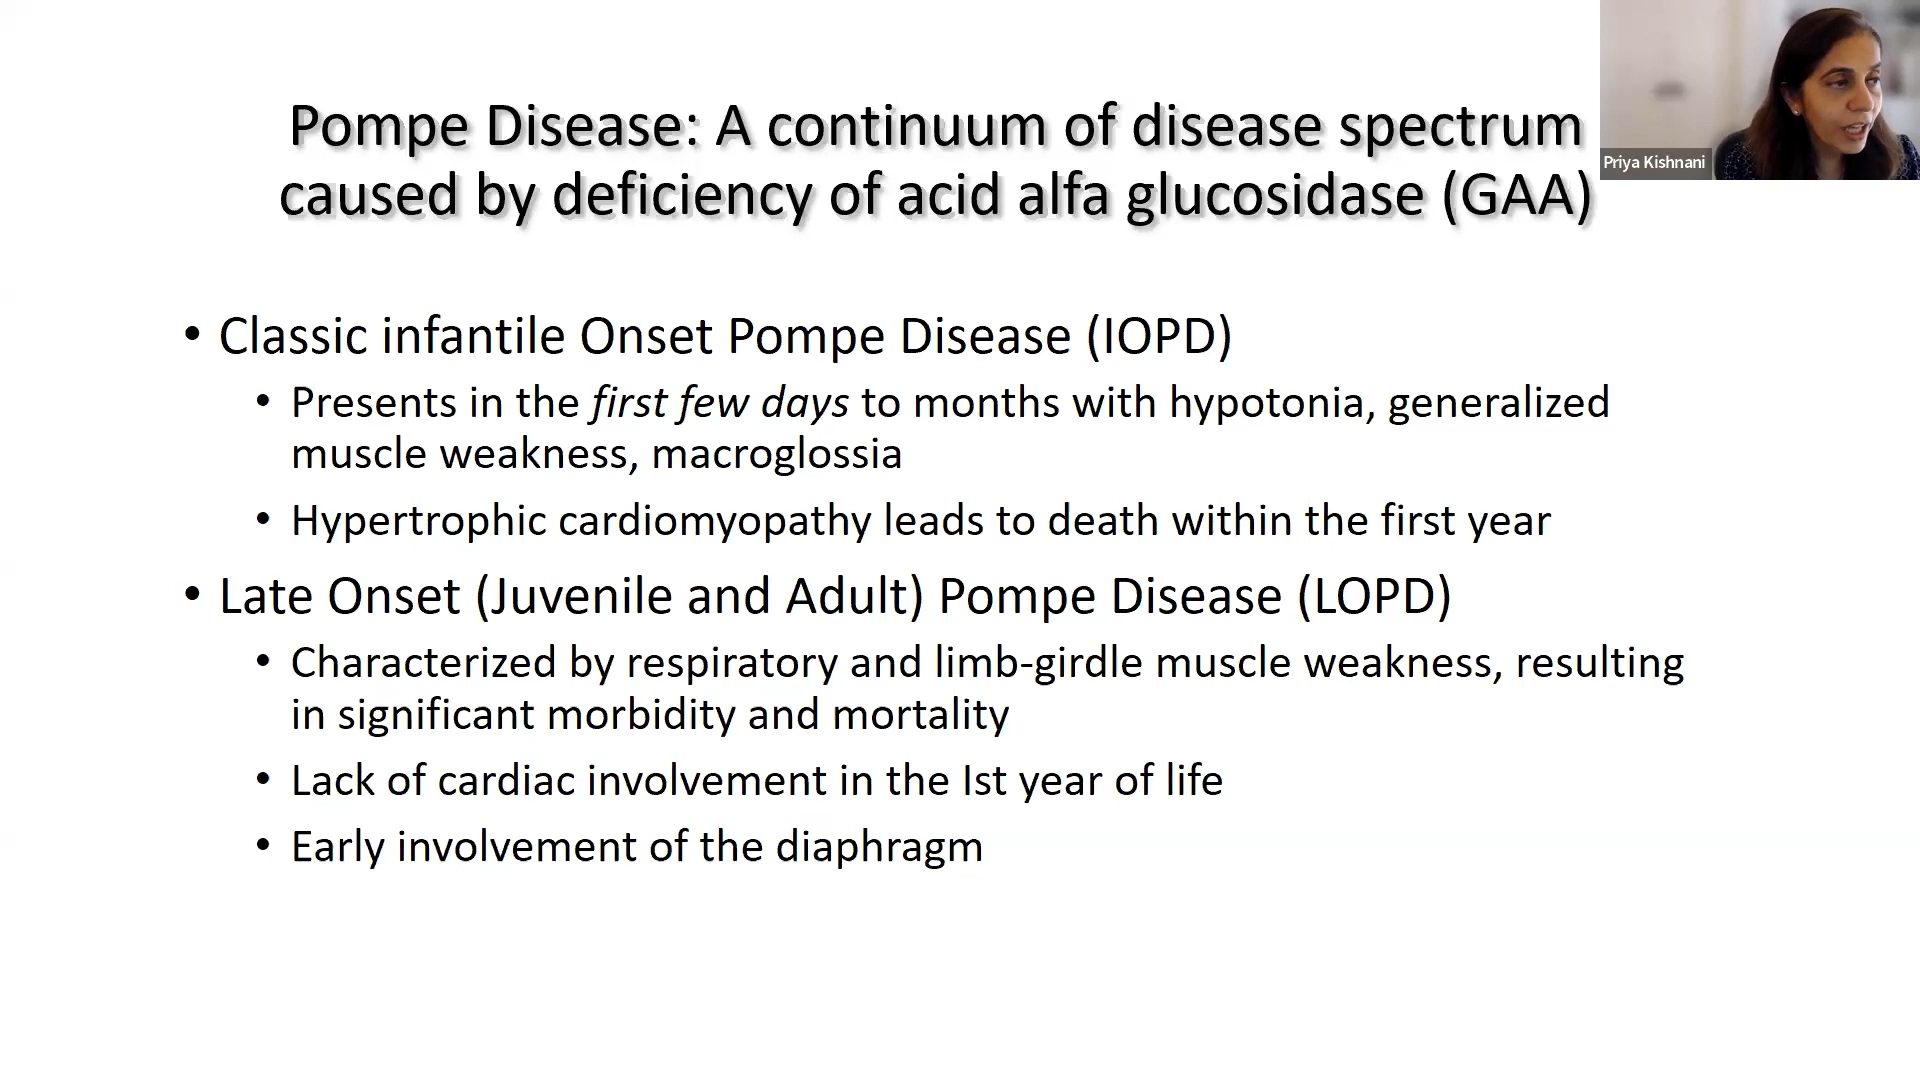 Pompe Disease: A continuum of disease spectrum
caused by deficiency of acid alfa glucosidase (GAA)
Priya Kishnani
• Classic infantile Onset Pompe Disease (IOPD)
• Presents in the first few days to months with hypotonia, generalized
muscle weakness, macroglossia
• Hypertrophic cardiomyopathy leads to death within the first year
• Late Onset (Juvenile and Adult) Pompe Disease (LOPD)
• Characterized by respiratory and limb-girdle muscle weakness, resulting
in significant morbidity and mortality
• Lack of cardiac involvement in the Ist year of life
• Early involvement of the diaphragm